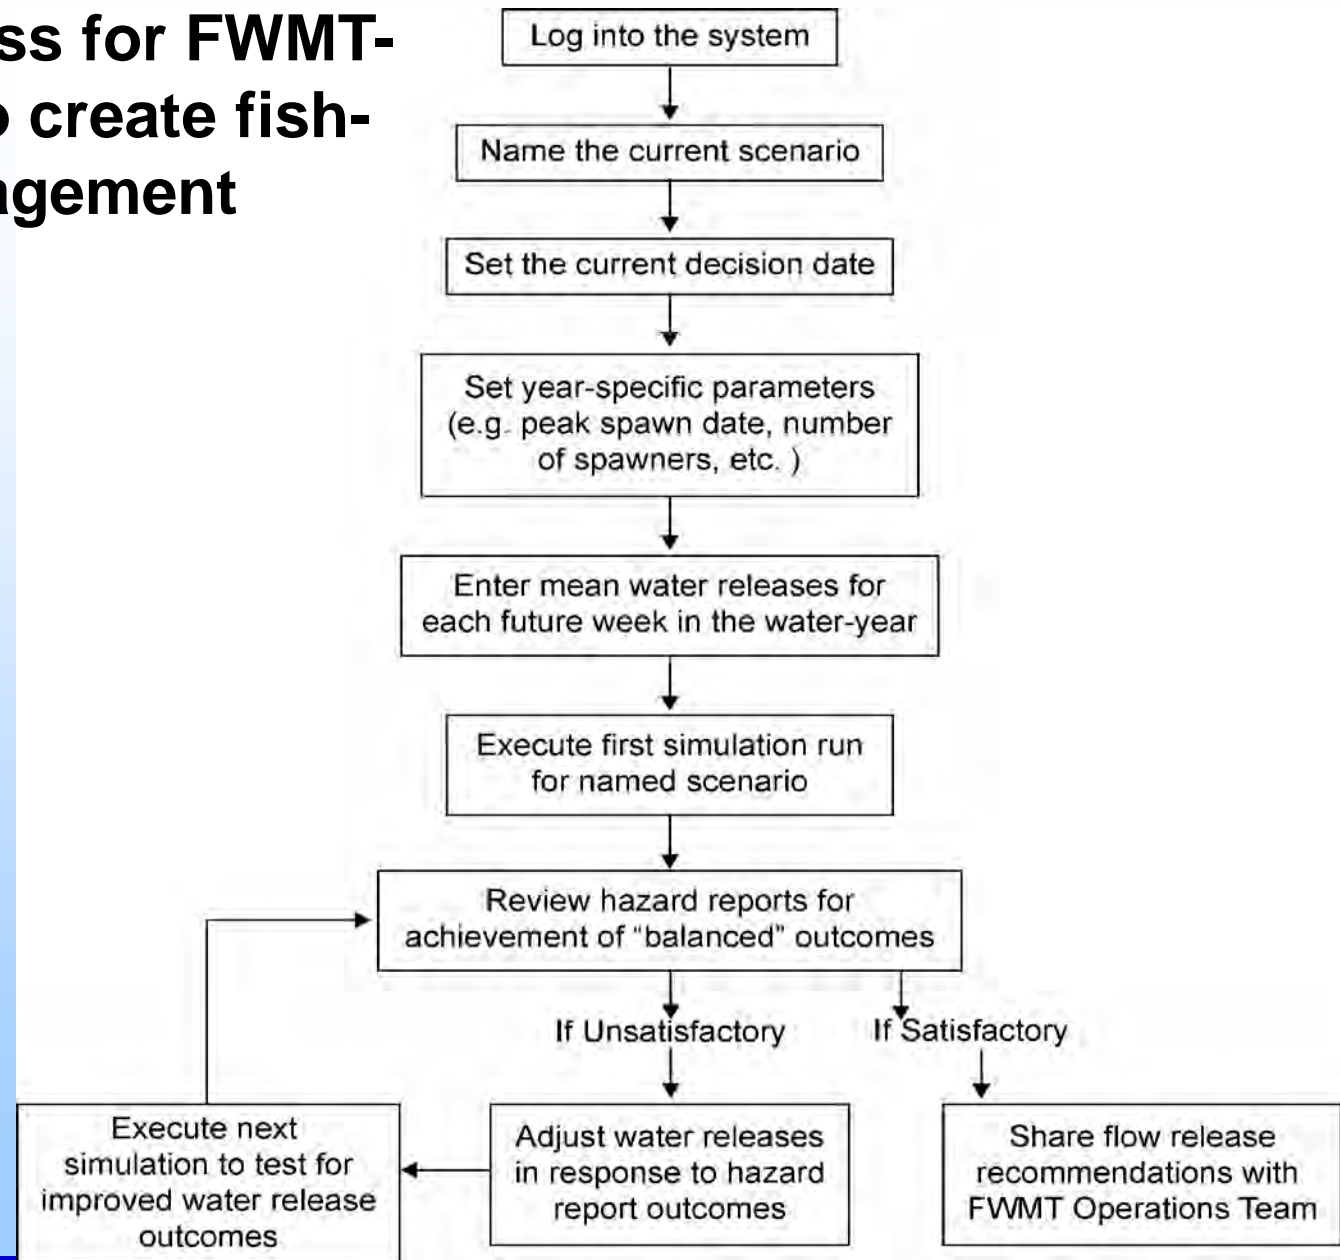 ss for FWMT-
create fish-
agement
Log into the system
Name the current scenario
Set the current decision date
Set year-specific parameters
(e.g. peak spawn date, number
of spawners, etc. )
Enter mean water releases for
each future week in the water-year
Execute first simulation run
for named scenario
Review hazard reports for
achievement of “balanced” outcomes
If Unsatisfactory
If Satisfactory
Execute next
simulation to test for
improved water release
outcomes
Adjust water releases
in response to hazard
report outcomes
Share flow release
recommendations with
FWMT Operations Team